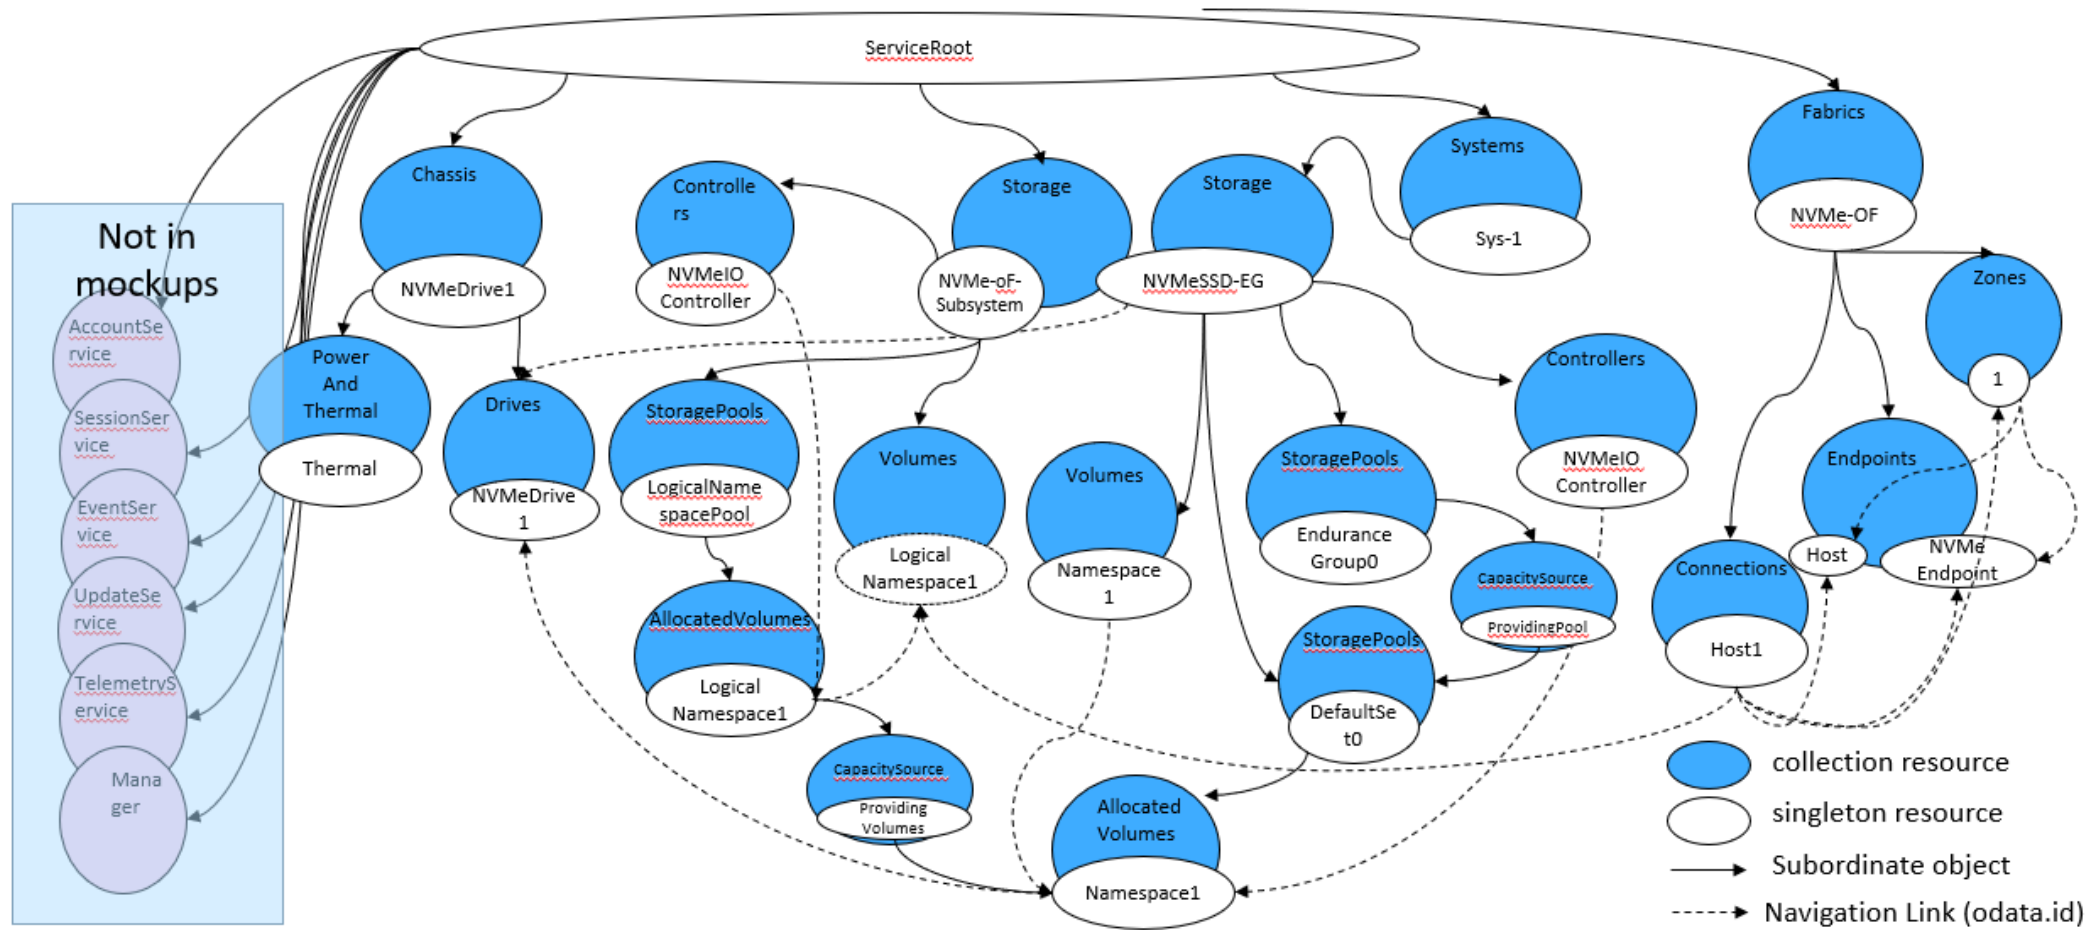 ServiceRoot
Fabrics
NVMe-OF
Systems
Sys-1
Chassis
NVMeDrive1
Controlle
rs
NVMeIO
Controller
Storage
NVMe-oF-
Subsystem
Storage
NVMeSSD-EG
Zones
1
Not in
mockups
AccountSe
rvice
SessionSer
vice
EventSer
vice
UpdateSe
rvice
TelemetryS
ervice
Mana
ger
Power
And
Thermal
Thermal
Drives
NVMeDrive
1
StoragePools
LogicalName
spacePool
Volumes
Logical
Namespace1
Volumes
Namespace
1
StoragePools
Endurance
Group0
Controllers
NVMeIO
Controller
Endpoints
Host
NVMe
Endpoint
Connections
Host1
CapacitySource
ProvidingPool
AllocatedVolumes
Logical
Namespace1
StoragePools
DefaultSe
t0
CapacitySource
Providing
Volumes
Allocated
Volumes
Namespace1
collection resource
singleton resource
Subordinate object
Navigation Link (odata.id)